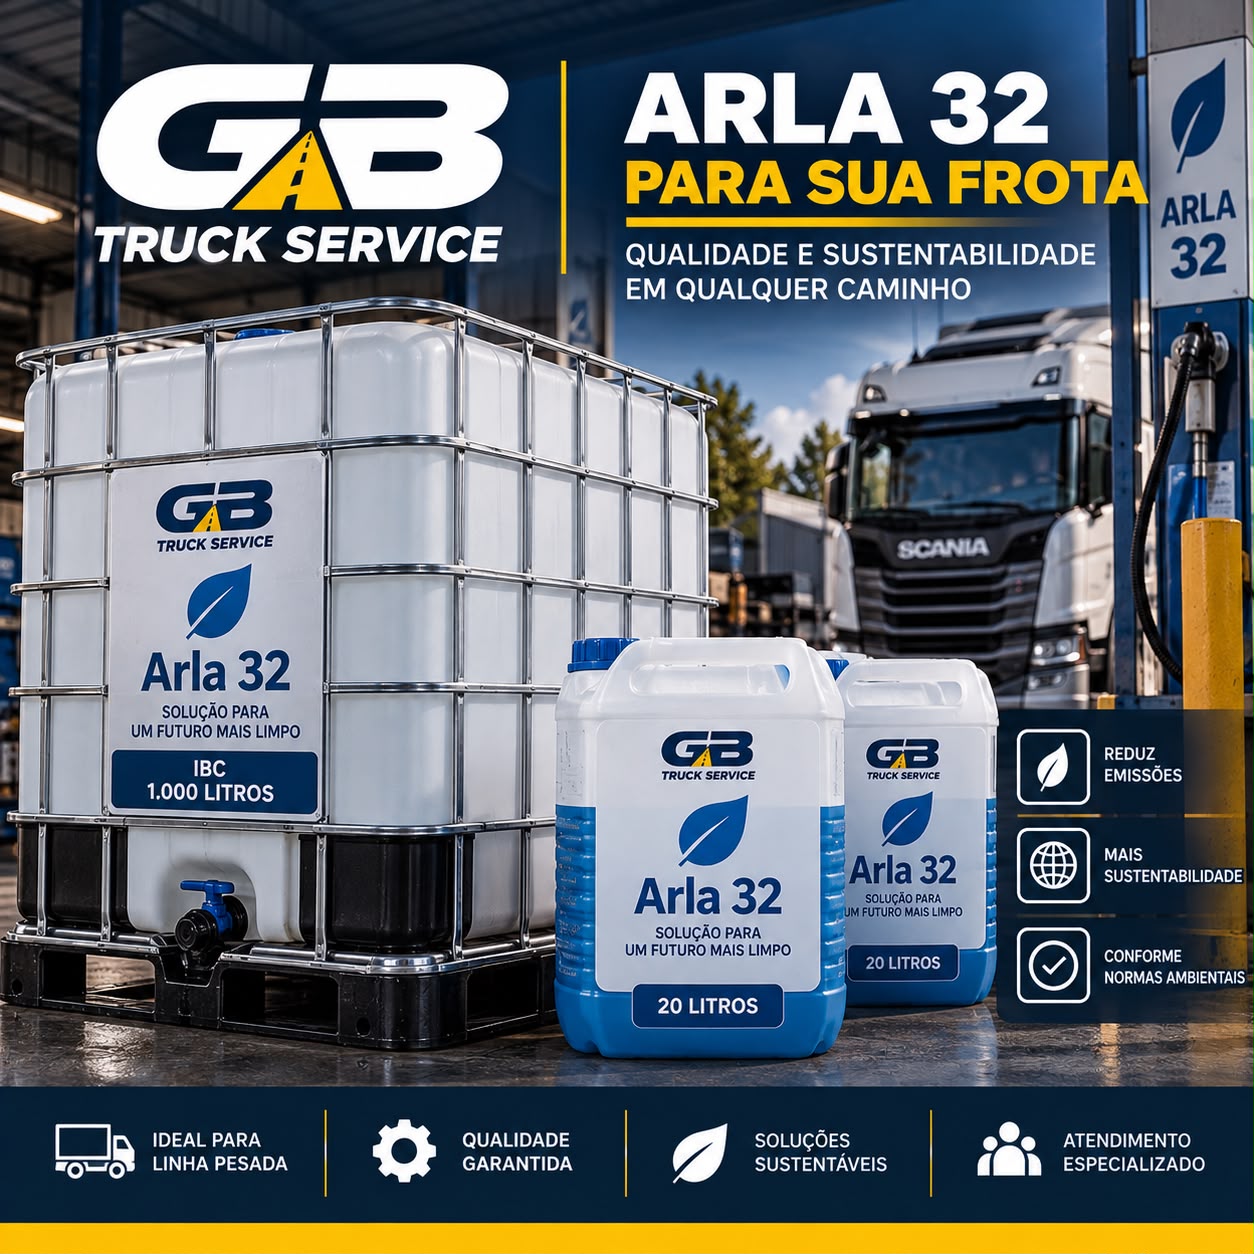 GB
TRUCK SERVICE
ARLA 32
PARA SUA FROTA
QUALIDADE E SUSTENTABILIDADE
EM QUALQUER CAMINHO
ARLA
32
SCANIA
GB
TRUCK SERVICE
Arla 32
SOLUÇÃO PARA
UM FUTURO MAIS LIMPO
IBC
1.000 LITROS
GB
TRUCK SERVICE
Arla 32
SOLUÇÃO PARA
UM FUTURO MAIS LIMPO
20 LITROS
GB
TRUCK SERVICE
Arla 32
SOLUÇÃO PARA
UM FUTURO MAIS LIMPO
20 LITROS
REDUZ
EMISSÕES
MAIS
SUSTENTABILIDADE
CONFORME
NORMAS AMBIENTAIS
IDEAL PARA
LINHA PESADA
QUALIDADE
GARANTIDA
SOLUÇÕES
SUSTENTÁVEIS
ATENDIMENTO
ESPECIALIZADO